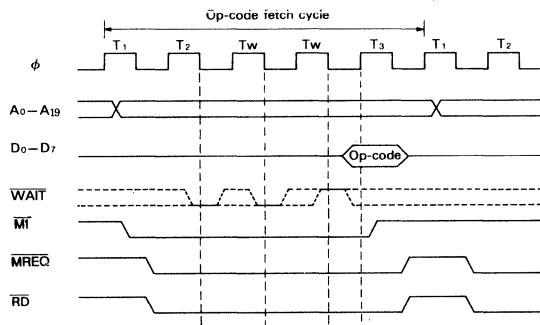 Op-code fetch cycle
T1 T2 Tw Tw T3 T1 T2
φ
A0–A19
D0–D7 Op-code
WAIT
M1
MREQ
RD